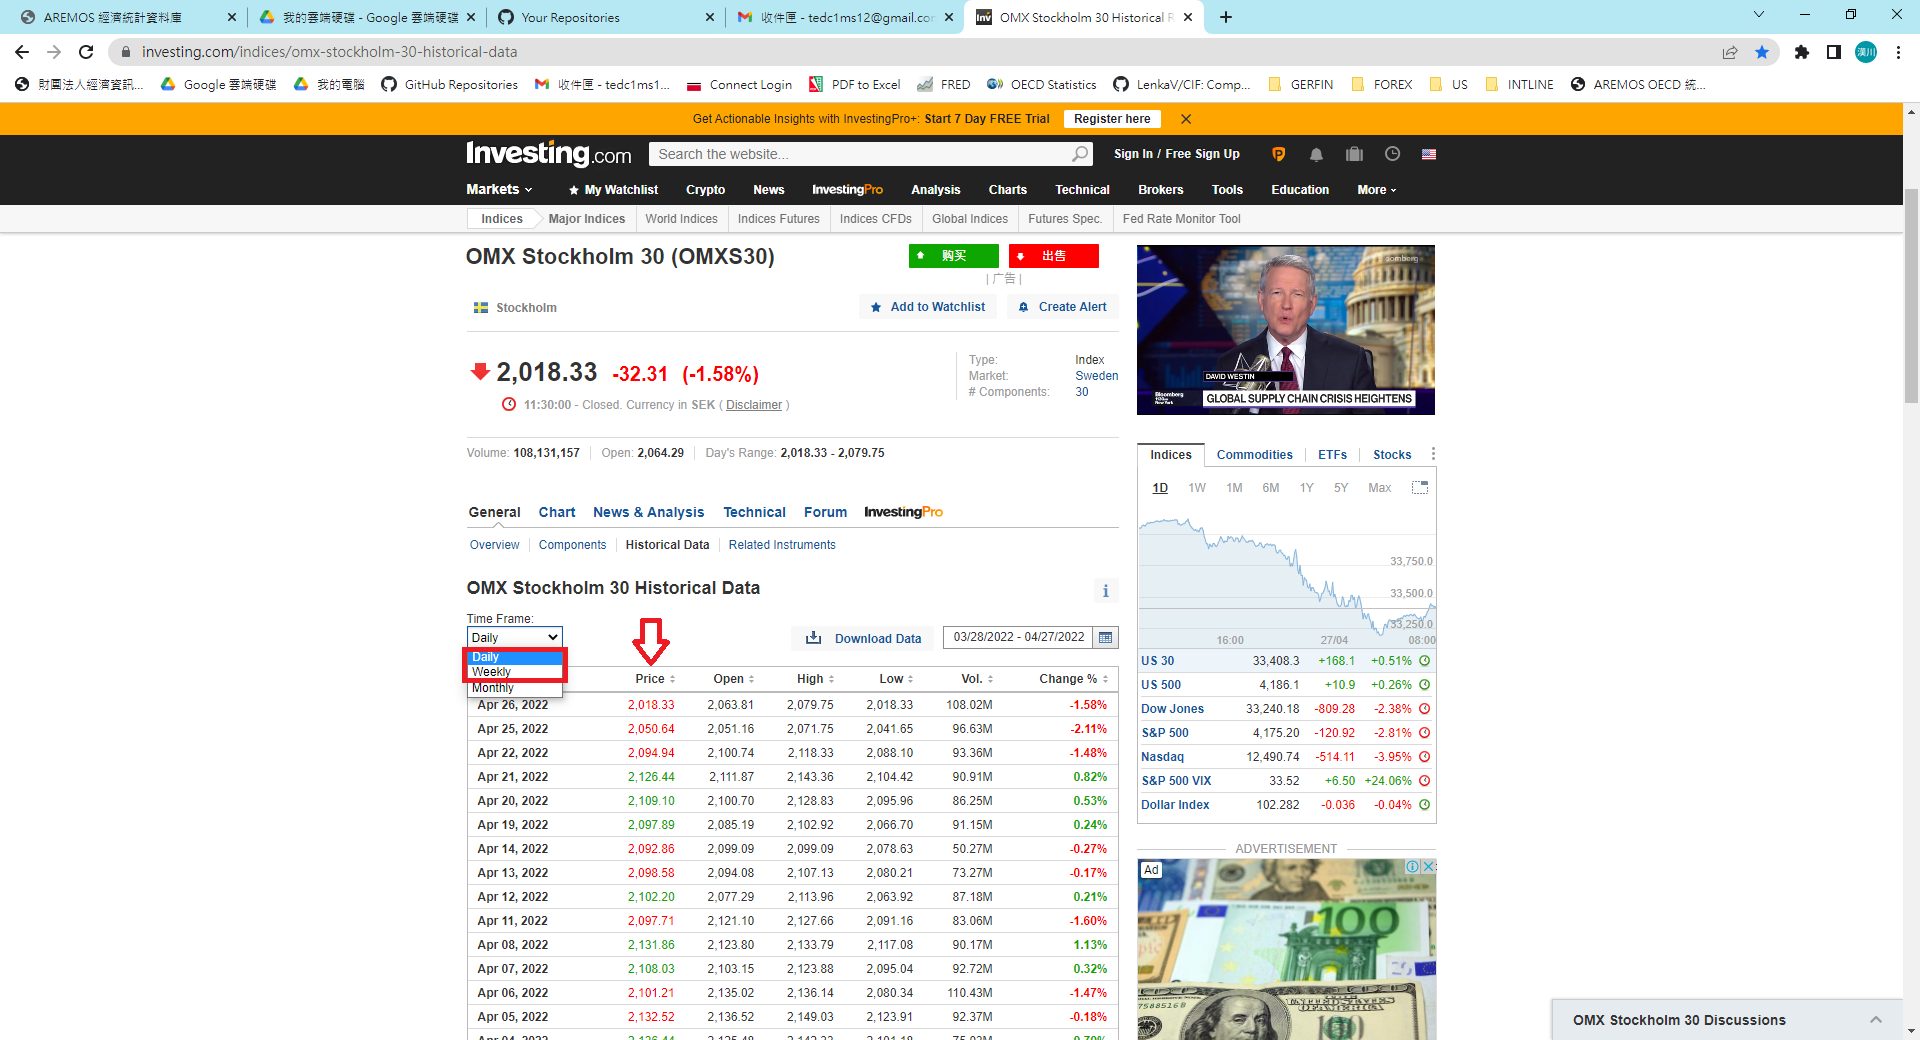 AREMOS 經濟統計資料庫
我的雲端硬碟 - Google 雲端硬碟
Your Repositories
收件匣 - tedc1ms12@gmail.co
OMX Stockholm 30 Historical R
investing.com/indices/omx-stockholm-30-historical-data
財團法人經濟資訊...
Google 雲端硬碟
我的電腦
GitHub Repositories
收件匣 - tedc1ms1...
Connect Login
PDF to Excel
FRED
OECD Statistics
LenkaV/CIF: Comp...
GERFIN
FOREX
US
INTLINE
AREMOS OECD 統...
Get Actionable Insights with InvestingPro+: Start 7 Day FREE Trial
Register here
Investing.com
Search the website...
Sign In / Free Sign Up
Markets
My Watchlist
Crypto
News
InvestingPro
Analysis
Charts
Technical
Brokers
Tools
Education
More
Indices
Major Indices
World Indices
Indices Futures
Indices CFDs
Global Indices
Futures Spec.
Fed Rate Monitor Tool
OMX Stockholm 30 (OMXS30)
购买
出售
| 广告 |
Stockholm
Add to Watchlist
Create Alert
2,018.33 -32.31 (-1.58%)
11:30:00 - Closed. Currency in SEK ( Disclaimer )
Type: Index
Market: Sweden
# Components: 30
Volume: 108,131,157
Open: 2,064.29
Day's Range: 2,018.33 - 2,079.75
General
Chart
News & Analysis
Technical
Forum
InvestingPro
Overview
Components
Historical Data
Related Instruments
OMX Stockholm 30 Historical Data
Time Frame:
Daily
Daily
Weekly
Monthly
Download Data
03/28/2022 - 04/27/2022
Price Open High Low Vol. Change %
Apr 26, 2022 2,018.33 2,063.81 2,079.75 2,018.33 108.02M -1.58%
Apr 25, 2022 2,050.64 2,051.16 2,071.75 2,041.65 96.63M -2.11%
Apr 22, 2022 2,094.94 2,100.74 2,118.33 2,088.10 93.36M -1.48%
Apr 21, 2022 2,126.44 2,111.87 2,143.36 2,104.42 90.91M 0.82%
Apr 20, 2022 2,109.10 2,100.70 2,128.83 2,095.96 86.25M 0.53%
Apr 19, 2022 2,097.89 2,085.19 2,102.92 2,066.70 91.15M 0.24%
Apr 14, 2022 2,092.86 2,099.09 2,099.09 2,078.63 50.27M -0.27%
Apr 13, 2022 2,098.58 2,094.08 2,107.13 2,080.21 73.27M -0.17%
Apr 12, 2022 2,102.20 2,077.29 2,113.96 2,063.92 87.18M 0.21%
Apr 11, 2022 2,097.71 2,121.10 2,127.66 2,091.16 83.06M -1.60%
Apr 08, 2022 2,131.86 2,123.80 2,133.79 2,117.08 90.17M 1.13%
Apr 07, 2022 2,108.03 2,103.15 2,123.88 2,095.04 92.72M 0.32%
Apr 06, 2022 2,101.21 2,135.02 2,136.14 2,080.34 110.43M -1.47%
Apr 05, 2022 2,132.52 2,136.52 2,149.03 2,123.91 92.37M -0.18%
Bloomberg
DAVID WESTIN
GLOBAL SUPPLY CHAIN CRISIS HEIGHTENS
Indices
Commodities
ETFs
Stocks
1D 1W 1M 6M 1Y 5Y Max
33,750.0
33,500.0
33,250.0
16:00 27/04 08:00
US 30 33,408.3 +168.1 +0.51%
US 500 4,186.1 +10.9 +0.26%
Dow Jones 33,240.18 -809.28 -2.38%
S&P 500 4,175.20 -120.92 -2.81%
Nasdaq 12,490.74 -514.11 -3.95%
S&P 500 VIX 33.52 +6.50 +24.06%
Dollar Index 102.282 -0.036 -0.04%
ADVERTISEMENT
Ad
100
OMX Stockholm 30 Discussions